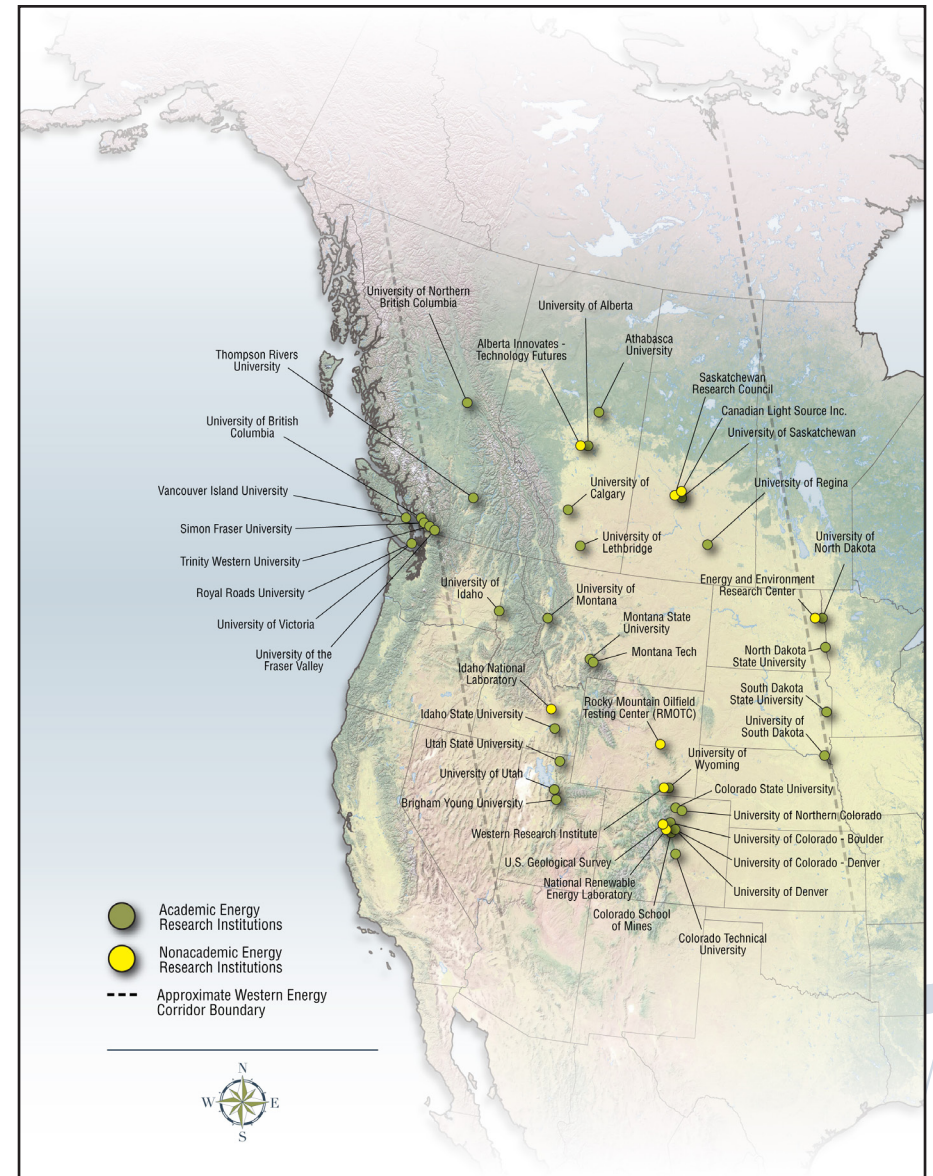 University of Northern
British Columbia
University of Alberta
Alberta Innovates -
Technology Futures
Athabasca
University
Thompson Rivers
University
Saskatchewan
Research Council
Canadian Light Source Inc.
University of Saskatchewan
University of British
Columbia
University of
Calgary
University of Regina
Vancouver Island University
Simon Fraser University
University of
Lethbridge
University of
North Dakota
Trinity Western University
Energy and Environment
Research Center
University of
Idaho
University of
Montana
Royal Roads University
Montana State
University
University of Victoria
Montana Tech
North Dakota
State University
University of the
Fraser Valley
Idaho National
Laboratory
South Dakota
State University
Rocky Mountain Oilfield
Testing Center (RMOTC)
Idaho State University
University of
South Dakota
Utah State University
University of
Wyoming
University of Utah
Colorado State University
Brigham Young University
University of Northern Colorado
Western Research Institute
University of Colorado - Boulder
U.S. Geological Survey
University of Colorado - Denver
National Renewable
Energy Laboratory
University of Denver
Colorado School
of Mines
Colorado Technical
University
Academic Energy
Research Institutions
Nonacademic Energy
Research Institutions
Approximate Western Energy
Corridor Boundary
N
W
E
S